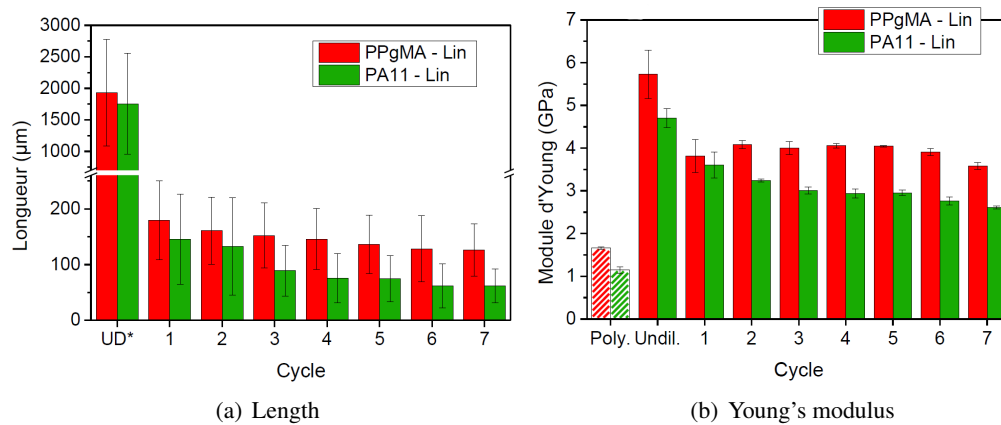 3000
2500
2000
1500
1000
200
100
0
Longueur (µm)
PPgMA - Lin
PA11 - Lin
UD* 1 2 3 4 5 6 7
Cycle
(a) Length
7
6
5
4
3
2
1
0
Module d'Young (GPa)
PPgMA - Lin
PA11 - Lin
Poly. Undil. 1 2 3 4 5 6 7
Cycle
(b) Young's modulus